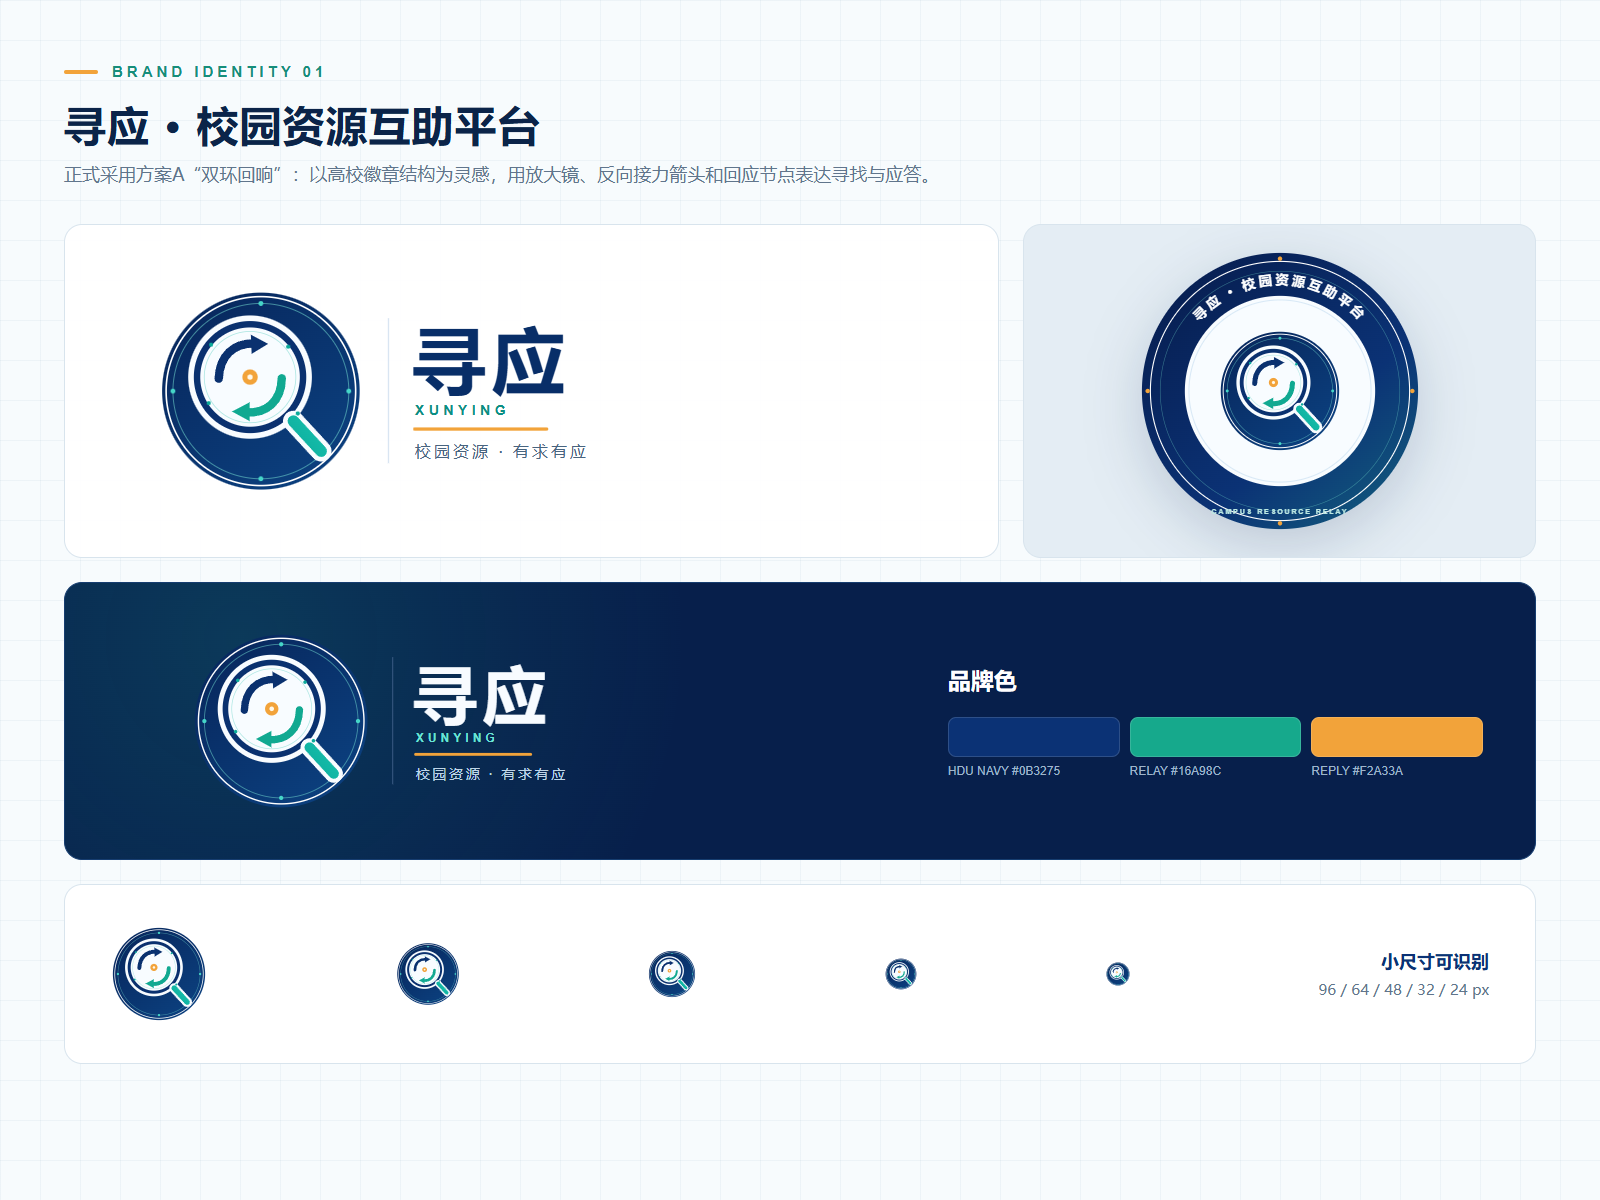 BRAND IDENTITY 01
寻应 • 校园资源互助平台
正式采用方案A“双环回响”：以高校徽章结构为灵感，用放大镜、反向接力箭头和回应节点表达寻找与应答。
寻应
XUNYING
校园资源 · 有求有应
寻应 · 校园资源互助平台
CAMPUS RESOURCE RELAY
寻应
XUNYING
校园资源 · 有求有应
品牌色
HDU NAVY #0B3275
RELAY #16A98C
REPLY #F2A33A
小尺寸可识别
96 / 64 / 48 / 32 / 24 px